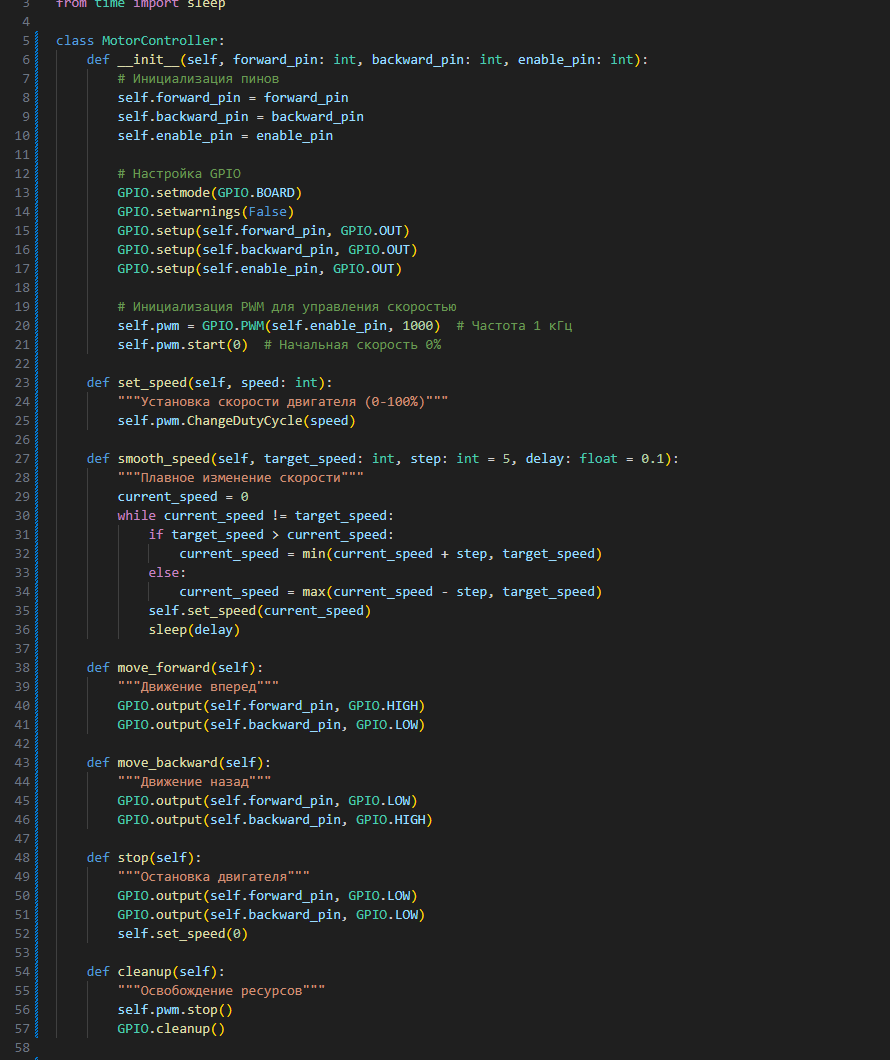 3 from time import sleep
4
5 class MotorController:
6     def __init__(self, forward_pin: int, backward_pin: int, enable_pin: int):
7         # Инициализация пинов
8         self.forward_pin = forward_pin
9         self.backward_pin = backward_pin
10         self.enable_pin = enable_pin
11
12         # Настройка GPIO
13         GPIO.setmode(GPIO.BOARD)
14         GPIO.setwarnings(False)
15         GPIO.setup(self.forward_pin, GPIO.OUT)
16         GPIO.setup(self.backward_pin, GPIO.OUT)
17         GPIO.setup(self.enable_pin, GPIO.OUT)
18
19         # Инициализация PWM для управления скоростью
20         self.pwm = GPIO.PWM(self.enable_pin, 1000)  # Частота 1 кГц
21         self.pwm.start(0)  # Начальная скорость 0%
22
23     def set_speed(self, speed: int):
24         """Установка скорости двигателя (0-100%)"""
25         self.pwm.ChangeDutyCycle(speed)
26
27     def smooth_speed(self, target_speed: int, step: int = 5, delay: float = 0.1):
28         """Плавное изменение скорости"""
29         current_speed = 0
30         while current_speed != target_speed:
31             if target_speed > current_speed:
32                 current_speed = min(current_speed + step, target_speed)
33             else:
34                 current_speed = max(current_speed - step, target_speed)
35             self.set_speed(current_speed)
36             sleep(delay)
37
38     def move_forward(self):
39         """Движение вперед"""
40         GPIO.output(self.forward_pin, GPIO.HIGH)
41         GPIO.output(self.backward_pin, GPIO.LOW)
42
43     def move_backward(self):
44         """Движение назад"""
45         GPIO.output(self.forward_pin, GPIO.LOW)
46         GPIO.output(self.backward_pin, GPIO.HIGH)
47
48     def stop(self):
49         """Остановка двигателя"""
50         GPIO.output(self.forward_pin, GPIO.LOW)
51         GPIO.output(self.backward_pin, GPIO.LOW)
52         self.set_speed(0)
53
54     def cleanup(self):
55         """Освобождение ресурсов"""
56         self.pwm.stop()
57         GPIO.cleanup()
58